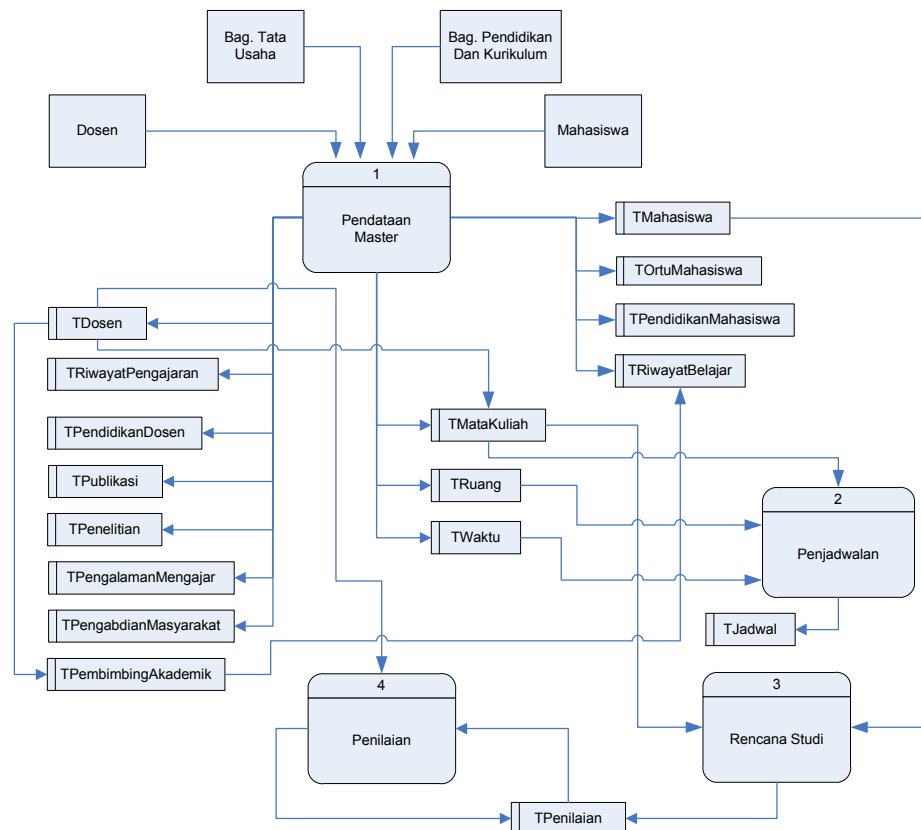 Bag. Tata
Usaha
Bag. Pendidikan
Dan Kurikulum
Dosen
Mahasiswa
1
Pendataan
Master
TMahasiswa
TOrtuMahasiswa
TPendidikanMahasiswa
TRiwayatBelajar
TDosen
TRiwayatPengajaran
TPendidikanDosen
TPublikasi
TPenelitian
TPengalamanMengajar
TPengabdianMasyarakat
TPembimbingAkademik
TMataKuliah
TRuang
TWaktu
2
Penjadwalan
TJadwal
4
Penilaian
3
Rencana Studi
TPenilaian